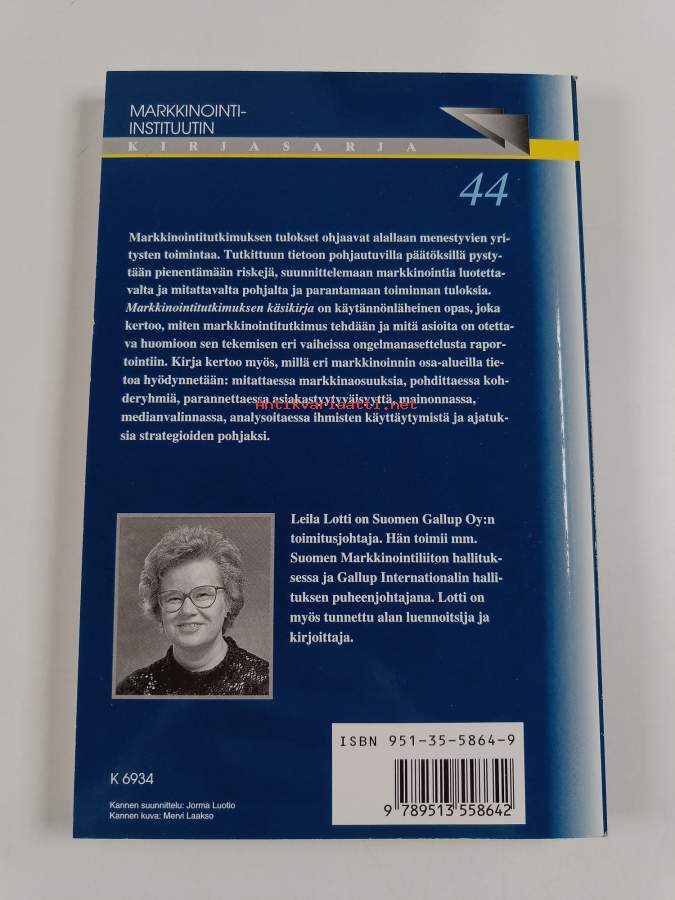 MARKKINOINTI-
INSTITUUTIN
KIRJASARJA
44
Markkinointitutkimuksen tulokset ohjaavat alallaan menestyvien yri-
tysten toimintaa. Tutkittuun tietoon pohjautuvilla päätöksillä pysty-
tään pienentämään riskejä, suunnittelemaan markkinointia luotetta-
valta ja mitattavalta pohjalta ja parantamaan toiminnan tuloksia.
Markkinointitutkimuksen käsikirja on käytännönläheinen opas, joka
kertoo, miten markkinointitutkimus tehdään ja mitä asioita on otetta-
va huomioon sen tekemisen eri vaiheissa ongelmanasettelusta rapor-
tointiin. Kirja kertoo myös, millä eri markkinoinnin osa-alueilla tie-
toa hyödynnetään: mitattaessa markkinaosuuksia, pohdittaessa koh-
deryhmiä, parannettaessa asiakastyytyväisyyttä, mainonnassa,
Antikvariaatti.net
medianvalinnassa, analysoitaessa ihmisten käyttäytymistä ja ajatuk-
sia strategioiden pohjaksi.
Leila Lotti on Suomen Gallup Oy:n
toimitusjohtaja. Hän toimii mm.
Suomen Markkinointiliiton hallituk-
sessa ja Gallup Internationalin halli-
tuksen puheenjohtajana. Lotti on
myös tunnettu alan luennoitsija ja
kirjoittaja.
ISBN 951-35-5864-9
9 789513 558642
K 6934
Kannen suunnittelu: Jorma Luotio
Kannen kuva: Mervi Laakso